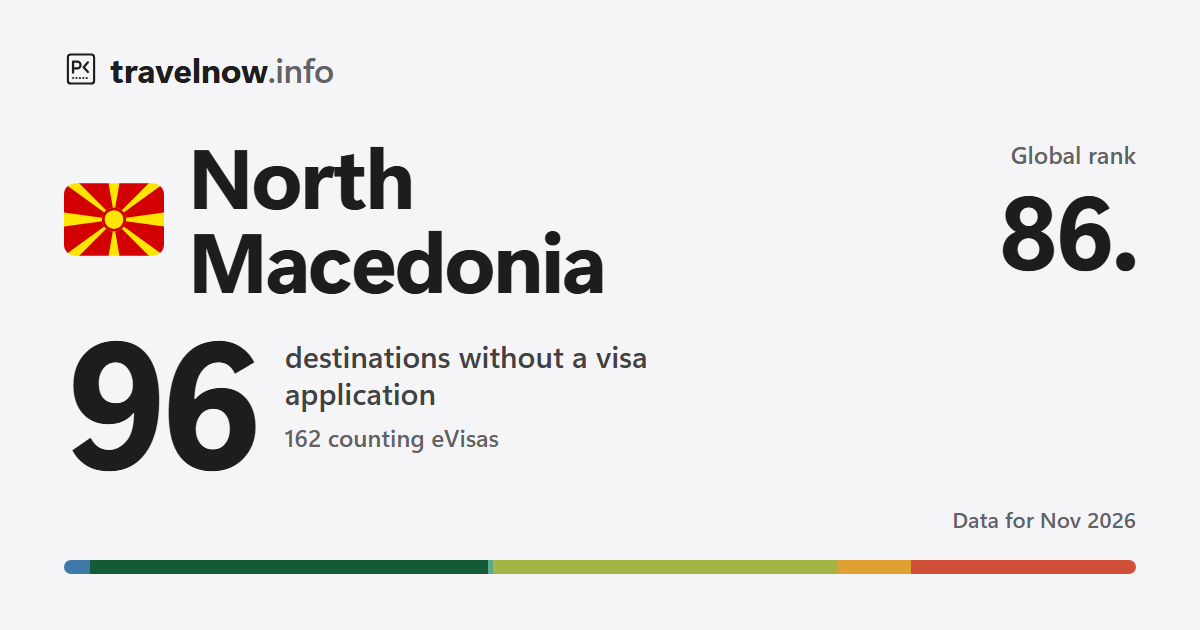 travelnow.info
North
Macedonia
Global rank
86.
96
destinations without a visa
application
162 counting eVisas
Data for Nov 2026